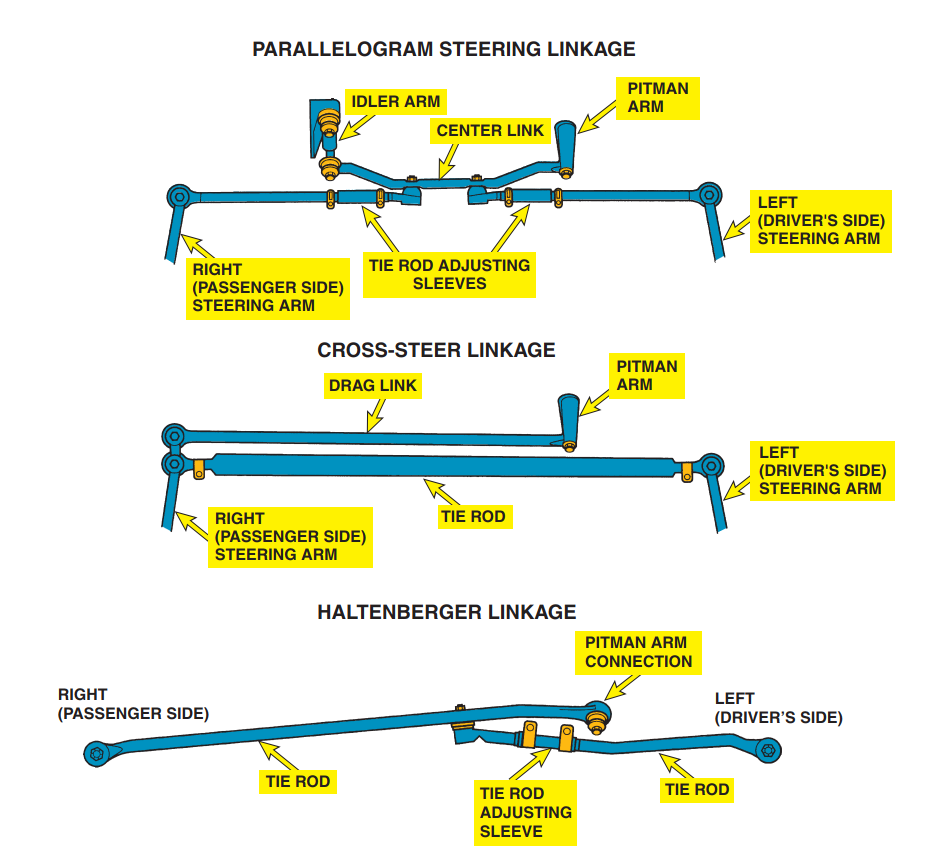 PARALLELOGRAM STEERING LINKAGE
IDLER ARM
PITMAN
ARM
CENTER LINK
LEFT
(DRIVER'S SIDE)
STEERING ARM
RIGHT
(PASSENGER SIDE)
STEERING ARM
TIE ROD ADJUSTING
SLEEVES
CROSS-STEER LINKAGE
DRAG LINK
PITMAN
ARM
LEFT
(DRIVER'S SIDE)
STEERING ARM
TIE ROD
RIGHT
(PASSENGER SIDE)
STEERING ARM
HALTENBERGER LINKAGE
PITMAN ARM
CONNECTION
RIGHT
(PASSENGER SIDE)
LEFT
(DRIVER’S SIDE)
TIE ROD
TIE ROD
ADJUSTING
SLEEVE
TIE ROD